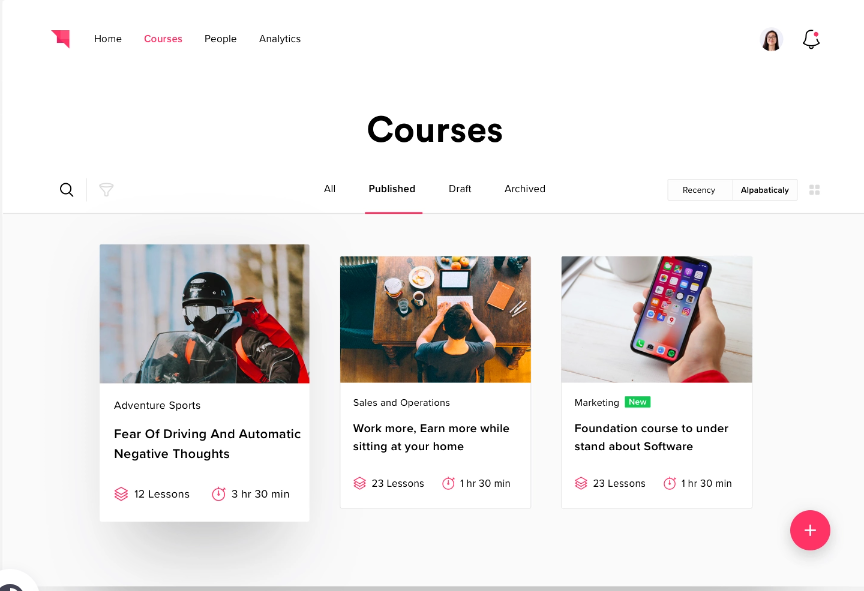 Home Courses People Analytics
Courses
All Published Draft Archived Recency Alpabaticaly
Adventure Sports
Fear Of Driving And Automatic
Negative Thoughts
12 Lessons 3 hr 30 min
Sales and Operations
Work more, Earn more while
sitting at your home
23 Lessons 1 hr 30 min
Marketing New
Foundation course to under
stand about Software
23 Lessons 1 hr 30 min